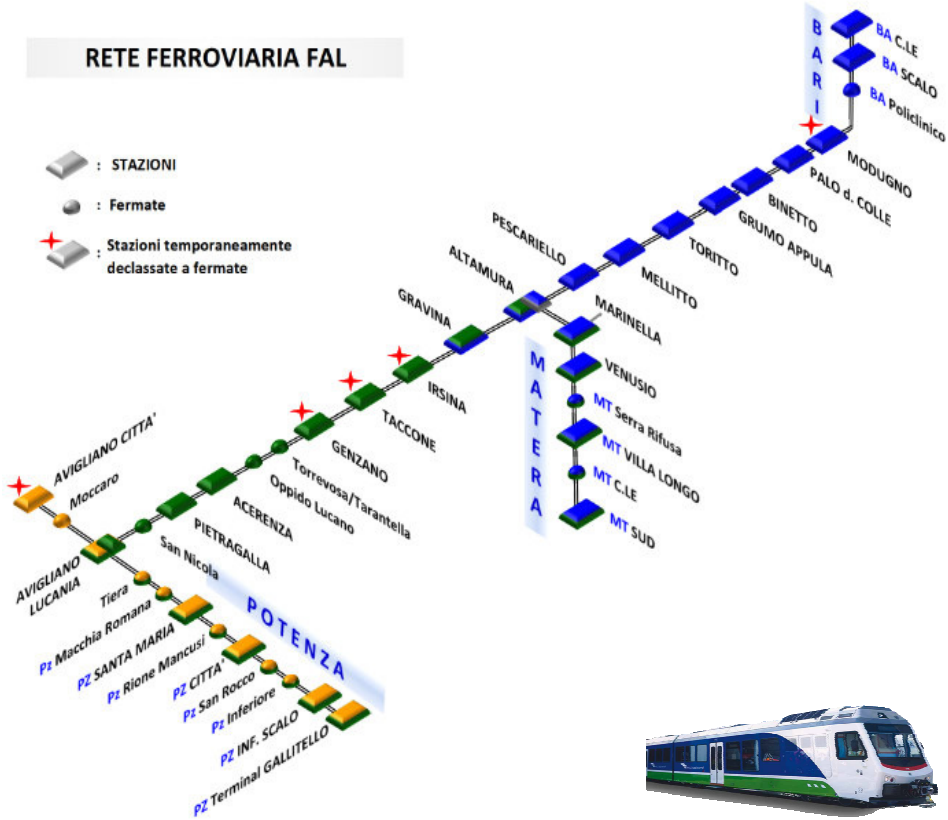 RETE FERROVIARIA FAL
: STAZIONI
: Fermate
: Stazioni temporaneamente
declassate a fermate
BARI
BA C.LE
BA SCALO
BA Policlinico
MODUGNO
PALO d. COLLE
BINETTO
GRUMO APPULA
TORITTO
MELLITTO
PESCARIELLO
ALTAMURA
MATERA
MARINELLA
VENUSIO
MT Serra Rifusa
MT VILLA LONGO
MT C.LE
MT SUD
GRAVINA
IRSINA
TACCONE
GENZANO
Torrevosa/Tarantella
Oppido Lucano
ACERENZA
PIETRAGALLA
San Nicola
AVIGLIANO CITTA'
Moccaro
AVIGLIANO
LUCANIA
POTENZA
Tiera
Pz Macchia Romana
PZ SANTA MARIA
Pz Rione Mancusi
PZ CITTA'
Pz San Rocco
Pz Inferiore
PZ INF. SCALO
PZ Terminal GALLITELLO